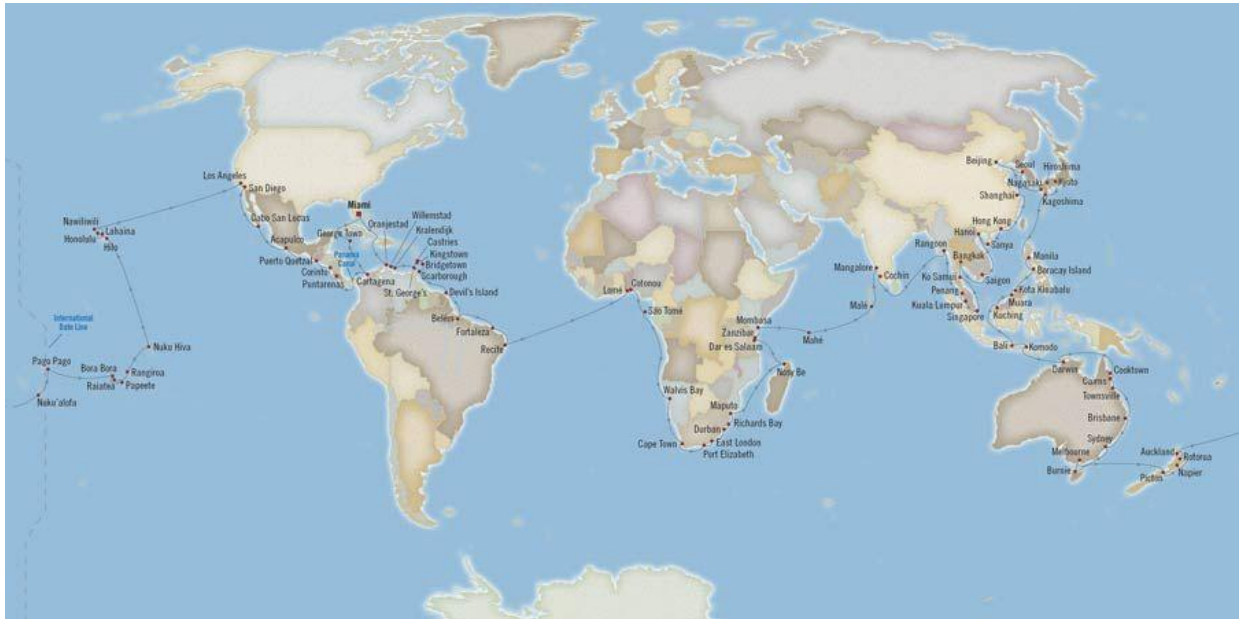 Los Angeles
San Diego
Nawiliwili
Lahaina
Honolulu
Hilo
Cabo San Lucas
Acapulco
Puerto Quetzal
Corinto
Puntarenas
Miami
George Town
Panama
Canal
Cartagena
Oranjestad
Willemstad
Kralendijk
Castries
Kingstown
Bridgetown
Scarborough
St. George's
Devil's Island
Belém
Fortaleza
Recife
International
Date Line
Pago Pago
Nuku'alofa
Bora Bora
Raiatea
Papeete
Rangiroa
Nuku Hiva
Lomé
Cotonou
São Tomé
Walvis Bay
Cape Town
Port Elizabeth
East London
Durban
Richards Bay
Maputo
Nosy Be
Mombasa
Zanzibar
Dar es Salaam
Mahé
Malé
Mangalore
Cochin
Rangoon
Bangkok
Ko Samui
Penang
Kuala Lumpur
Singapore
Saigon
Hanoi
Sanya
Hong Kong
Shanghai
Beijing
Seoul
Nagasaki
Hiroshima
Kyoto
Kagoshima
Manila
Boracay Island
Kota Kinabalu
Muara
Kuching
Bali
Komodo
Darwin
Cooktown
Cairns
Townsville
Brisbane
Sydney
Melbourne
Burnie
Picton
Napier
Rotorua
Auckland